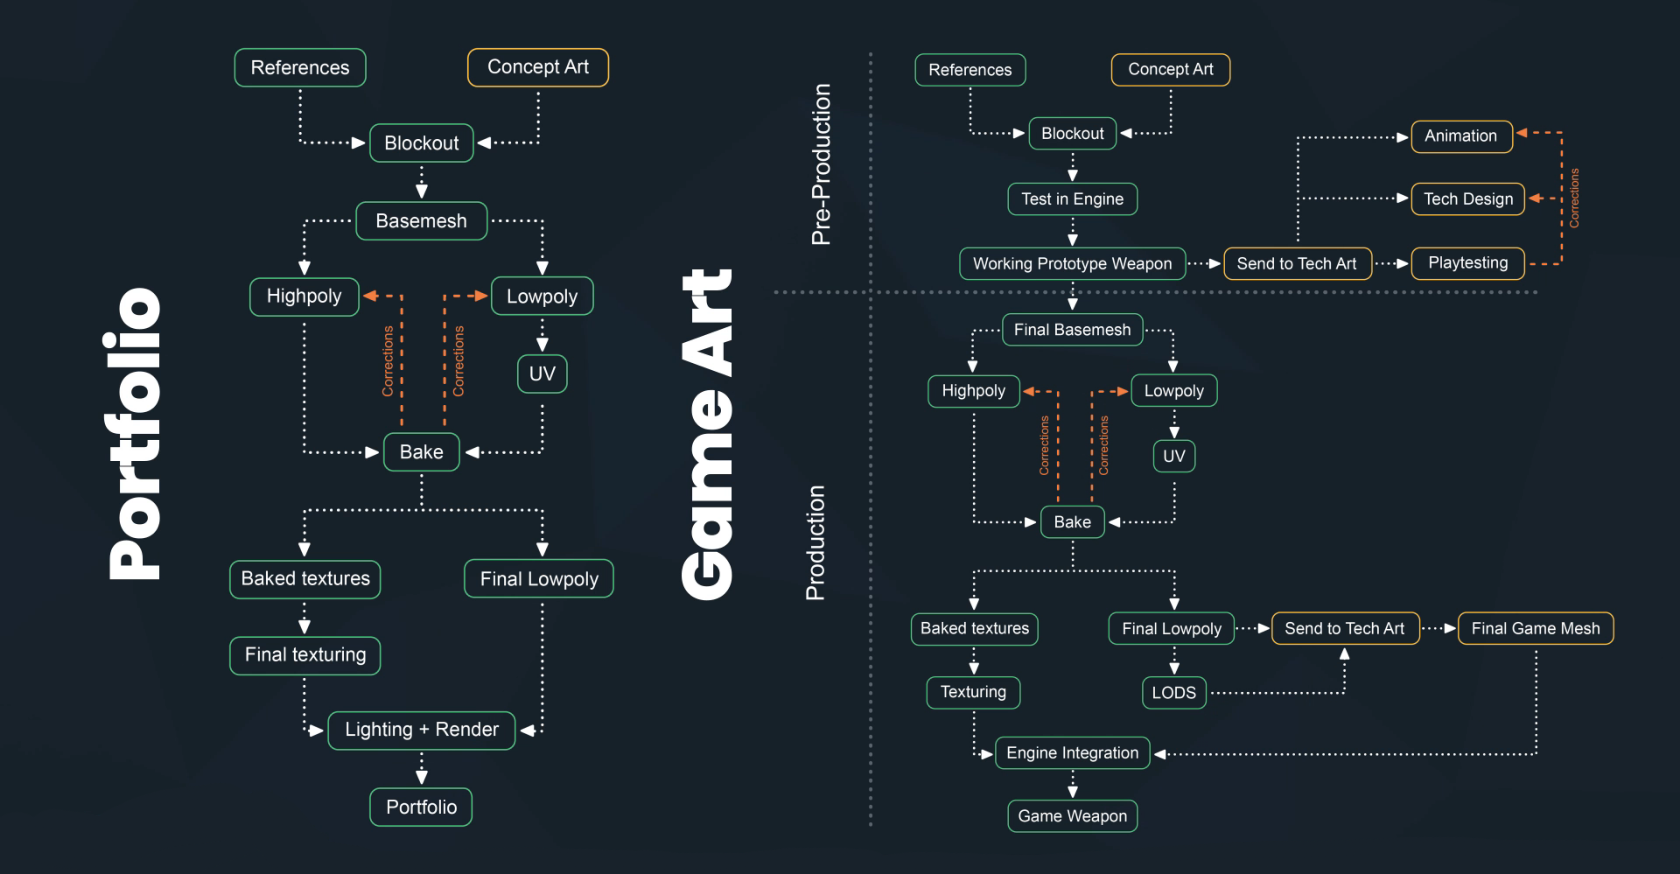 Portfolio
References
Concept Art
Blockout
Basemesh
Highpoly
Lowpoly
Corrections
Corrections
UV
Bake
Baked textures
Final Lowpoly
Final texturing
Lighting + Render
Portfolio
Game Art
Pre-Production
References
Concept Art
Blockout
Animation
Test in Engine
Tech Design
Corrections
Working Prototype Weapon
Send to Tech Art
Playtesting
Production
Final Basemesh
Highpoly
Lowpoly
Corrections
Corrections
UV
Bake
Baked textures
Final Lowpoly
Send to Tech Art
Final Game Mesh
Texturing
LODS
Engine Integration
Game Weapon